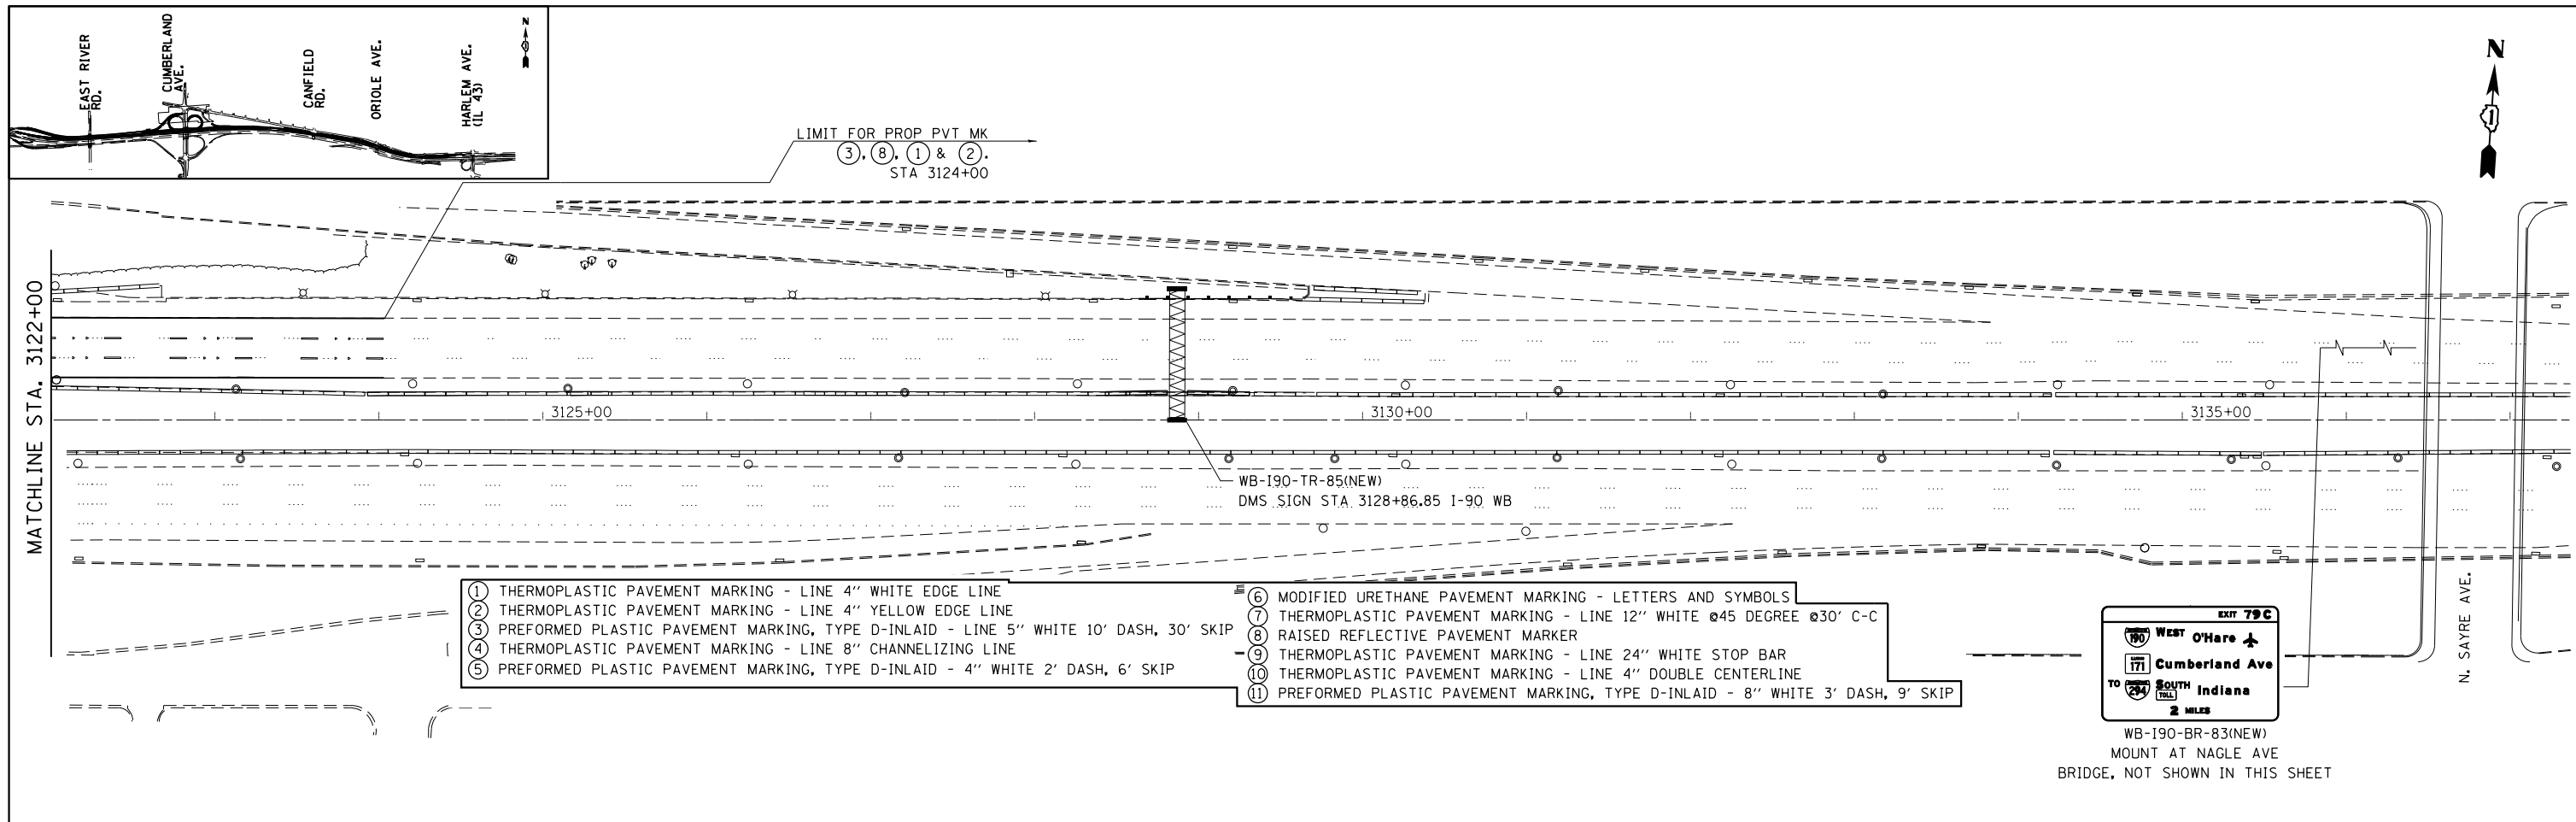 EAST RIVER
RD.
CUMBERLAND
AVE.
CANFIELD
RD.
ORIOLE AVE.
HARLEM AVE.
(IL 43)
N
N
1
LIMIT FOR PROP PVT MK
3, 8, 1 & 2.
STA 3124+00
MATCHLINE STA. 3122+00
3125+00
3130+00
3135+00
WB-I90-TR-85(NEW)
DMS SIGN STA 3128+86.85 I-90 WB
1 THERMOPLASTIC PAVEMENT MARKING - LINE 4'' WHITE EDGE LINE
2 THERMOPLASTIC PAVEMENT MARKING - LINE 4'' YELLOW EDGE LINE
3 PREFORMED PLASTIC PAVEMENT MARKING, TYPE D-INLAID - LINE 5'' WHITE 10' DASH, 30' SKIP
4 THERMOPLASTIC PAVEMENT MARKING - LINE 8'' CHANNELIZING LINE
5 PREFORMED PLASTIC PAVEMENT MARKING, TYPE D-INLAID - 4'' WHITE 2' DASH, 6' SKIP
6 MODIFIED URETHANE PAVEMENT MARKING - LETTERS AND SYMBOLS
7 THERMOPLASTIC PAVEMENT MARKING - LINE 12'' WHITE @45 DEGREE @30' C-C
8 RAISED REFLECTIVE PAVEMENT MARKER
9 THERMOPLASTIC PAVEMENT MARKING - LINE 24'' WHITE STOP BAR
10 THERMOPLASTIC PAVEMENT MARKING - LINE 4'' DOUBLE CENTERLINE
11 PREFORMED PLASTIC PAVEMENT MARKING, TYPE D-INLAID - 8'' WHITE 3' DASH, 9' SKIP
EXIT 79C
190 WEST O'Hare
171 Cumberland Ave
TO 294 SOUTH TOLL Indiana
2 MILES
WB-I90-BR-83(NEW)
MOUNT AT NAGLE AVE
BRIDGE, NOT SHOWN IN THIS SHEET
N. SAYRE AVE.